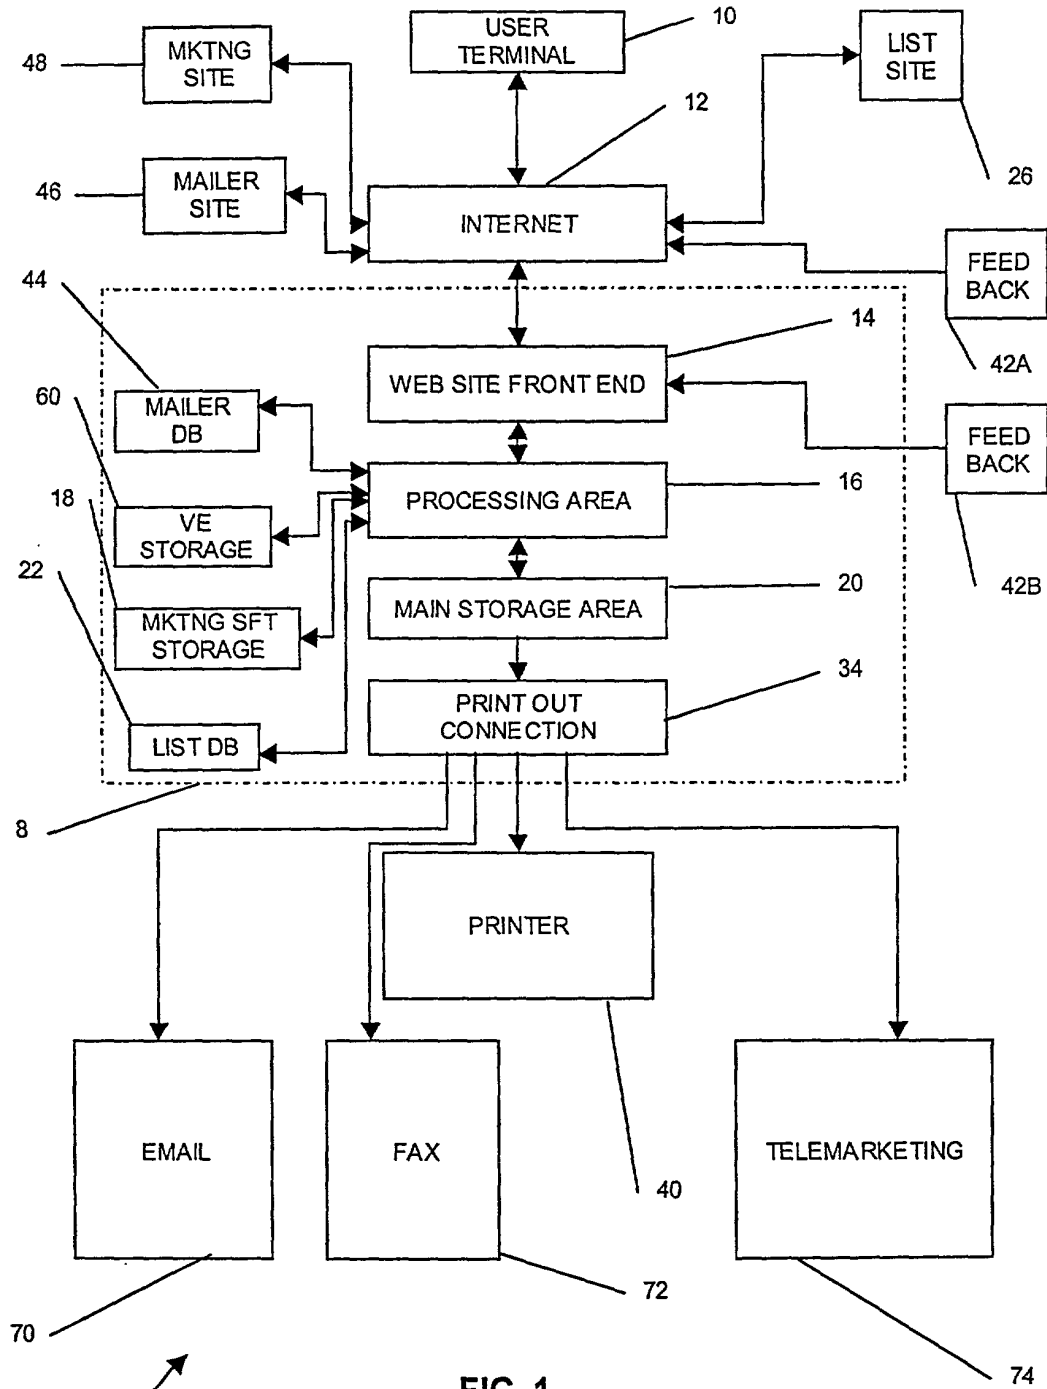 48
MKTNG
SITE
USER
TERMINAL
10
LIST
SITE
12
26
46
MAILER
SITE
INTERNET
FEED
BACK
44
42A
14
WEB SITE FRONT END
60
MAILER
DB
FEED
BACK
18
VE
STORAGE
PROCESSING AREA
16
42B
22
MKTNG SFT
STORAGE
MAIN STORAGE AREA
20
LIST DB
PRINT OUT
CONNECTION
34
8
PRINTER
EMAIL
FAX
TELEMARKETING
40
70
72
74